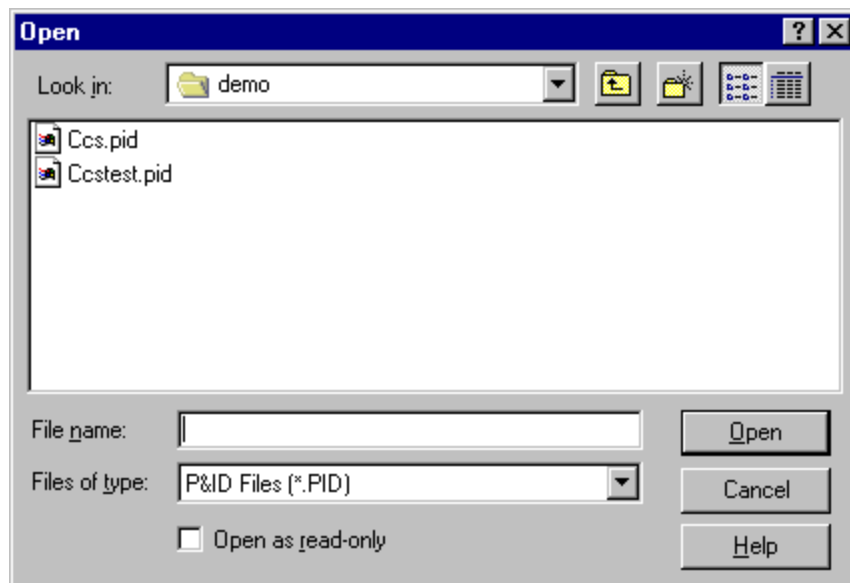 Open
Look in: demo
Ccs.pid
Ccstest.pid
File name: Open
Files of type: P&ID Files (*.PID) Cancel
Open as read-only Help